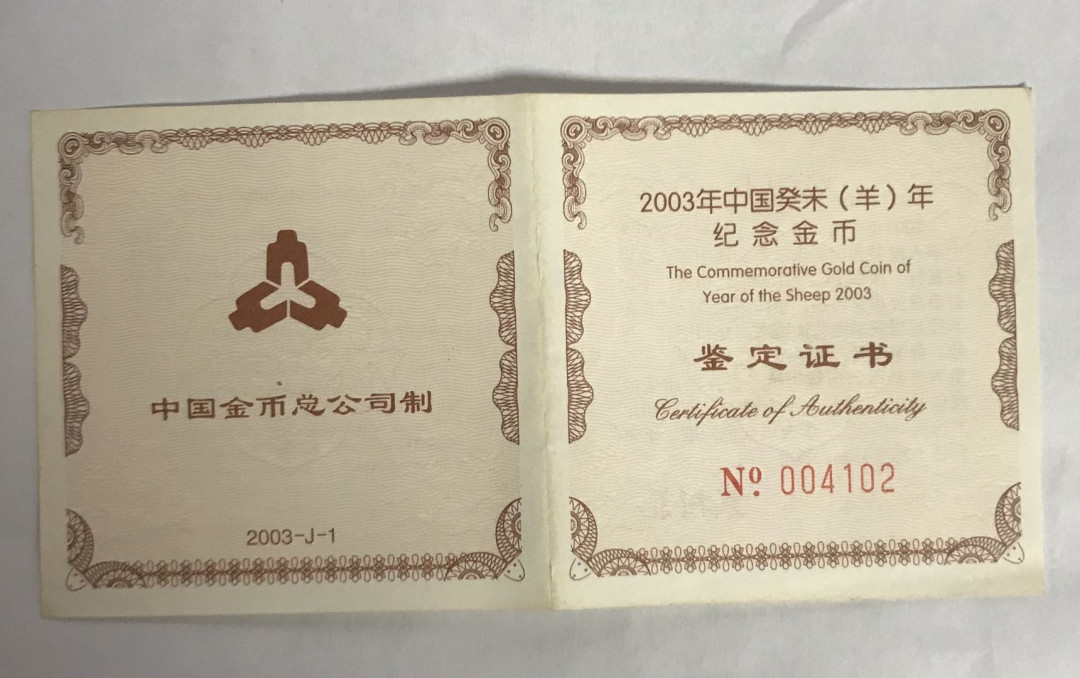 中国金币总公司制
2003-J-1
2003年中国癸未（羊）年
纪念金币
The Commemorative Gold Coin of
Year of the Sheep 2003
鉴定证书
Certificate of Authenticity
Nº. 004102